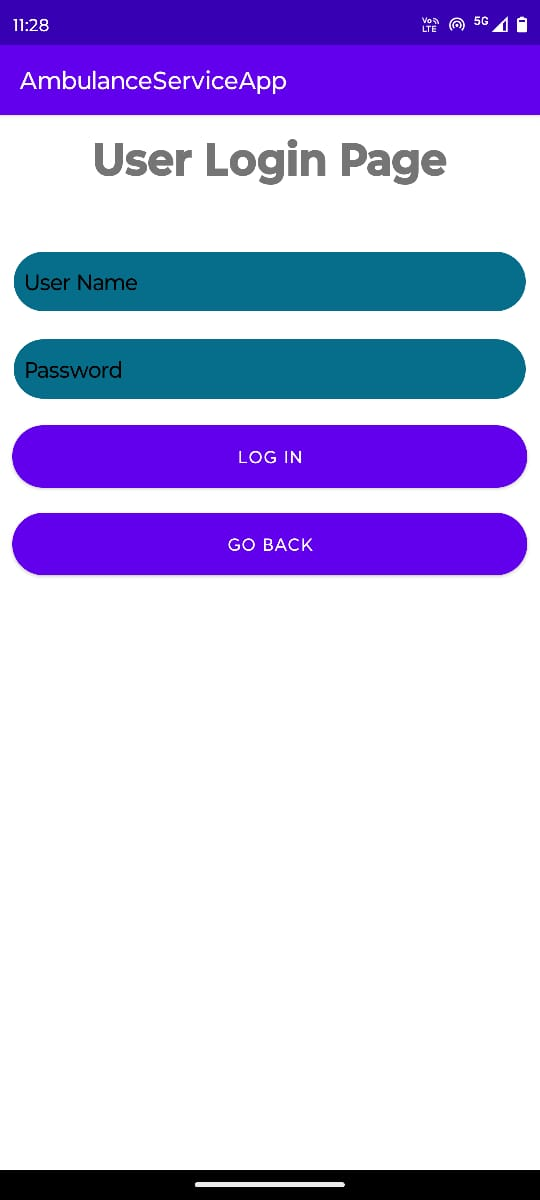 11:28
Vo LTE 5G
AmbulanceServiceApp
User Login Page
User Name
Password
LOG IN
GO BACK